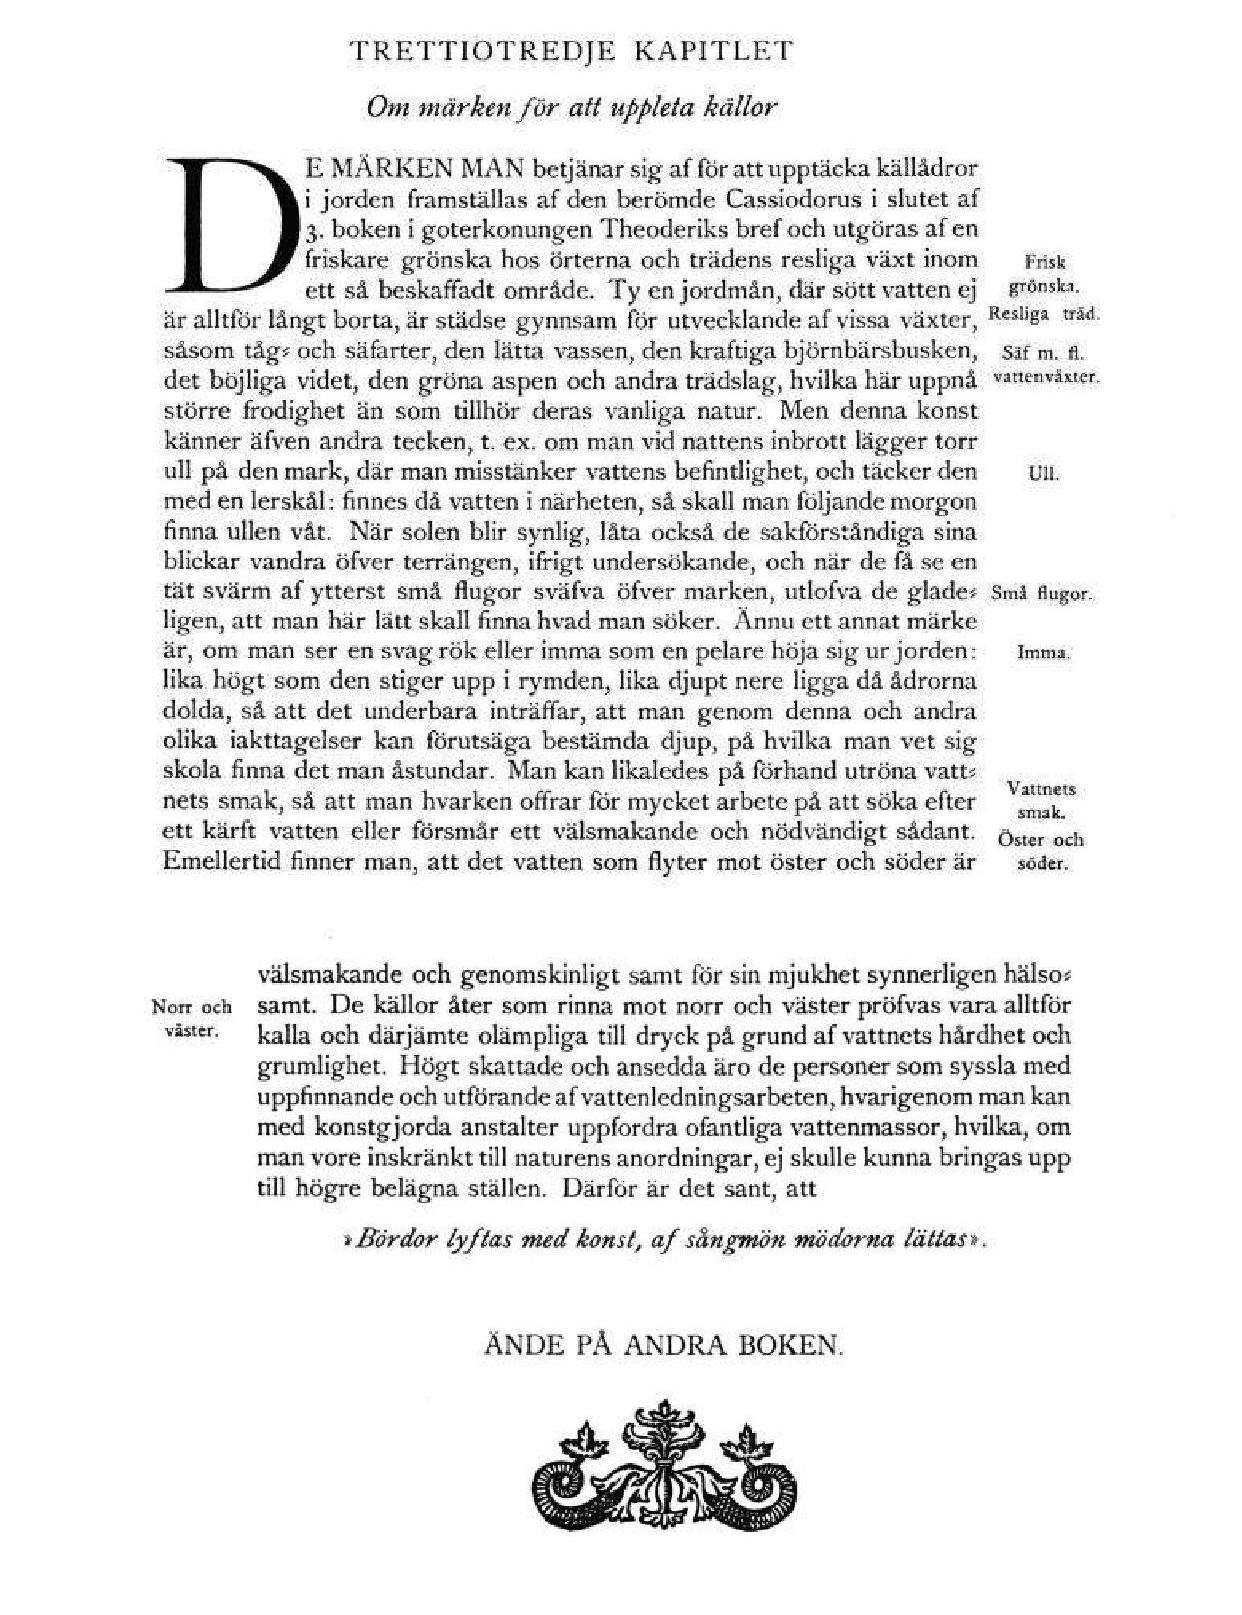 TRETTIOTREDJE KAPITLET
Om märken för att uppleta källor
DE MÄRKEN MAN betjänar sig af för att upptäcka källådror
i jorden framställas af den berömde Cassiodorus i slutet af
3. boken i goterkonungen Theoderiks bref och utgöras af en
friskare grönska hos örterna och trädens resliga växt inom
Frisk
ett så beskaffadt område. Ty en jordmån, där sött vatten ej
grönska.
är alltför långt borta, är städse gynnsam för utvecklande af vissa växter,
Resliga träd.
såsom tåg⸗ och säfarter, den lätta vassen, den kraftiga björnbärsbusken,
Säf m. fl.
det böjliga videt, den gröna aspen och andra trädslag, hvilka här uppnå
vattenväxter.
större frodighet än som tillhör deras vanliga natur. Men denna konst
känner äfven andra tecken, t. ex. om man vid nattens inbrott lägger torr
ull på den mark, där man misstänker vattens befintlighet, och täcker den
Ull.
med en lerskål: finnes då vatten i närheten, så skall man följande morgon
finna ullen våt. När solen blir synlig, låta också de sakförståndiga sina
blickar vandra öfver terrängen, ifrigt undersökande, och när de få se en
tät svärm af ytterst små flugor sväfva öfver marken, utlofva de glade⸗
Små flugor.
ligen, att man här lätt skall finna hvad man söker. Ännu ett annat märke
är, om man ser en svag rök eller imma som en pelare höja sig ur jorden:
Imma.
lika högt som den stiger upp i rymden, lika djupt nere ligga då ådrorna
dolda, så att det underbara inträffar, att man genom denna och andra
olika iakttagelser kan förutsäga bestämda djup, på hvilka man vet sig
skola finna det man åstundar. Man kan likaledes på förhand utröna vatt⸗
Vattnets
nets smak, så att man hvarken offrar för mycket arbete på att söka efter
smak.
ett kärft vatten eller försmår ett välsmakande och nödvändigt sådant.
Öster och
Emellertid finner man, att det vatten som flyter mot öster och söder är
söder.
välsmakande och genomskinligt samt för sin mjukhet synnerligen hälso⸗
Norr och
samt. De källor åter som rinna mot norr och väster pröfvas vara alltför
väster.
kalla och därjämte olämpliga till dryck på grund af vattnets hårdhet och
grumlighet. Högt skattade och ansedda äro de personer som syssla med
uppfinnande och utförande af vattenledningsarbeten, hvarigenom man kan
med konstgjorda anstalter uppfordra ofantliga vattenmassor, hvilka, om
man vore inskränkt till naturens anordningar, ej skulle kunna bringas upp
till högre belägna ställen. Därför är det sant, att
»Bördor lyftas med konst, af sångmön mödorna lättas».
ÄNDE PÅ ANDRA BOKEN.